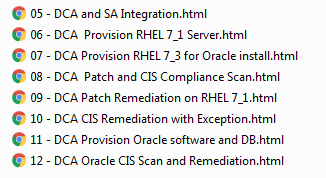 05 - DCA and SA Integration.html
06 - DCA  Provision RHEL 7_1 Server.html
07 - DCA Provision RHEL 7_3 for Oracle install.html
08 - DCA  Patch and CIS Compliance Scan.html
09 - DCA Patch Remediation on RHEL 7_1.html
10 - DCA CIS Remediation with Exception.html
11 - DCA Provision Oracle software and DB.html
12 - DCA Oracle CIS Scan and Remediation.html